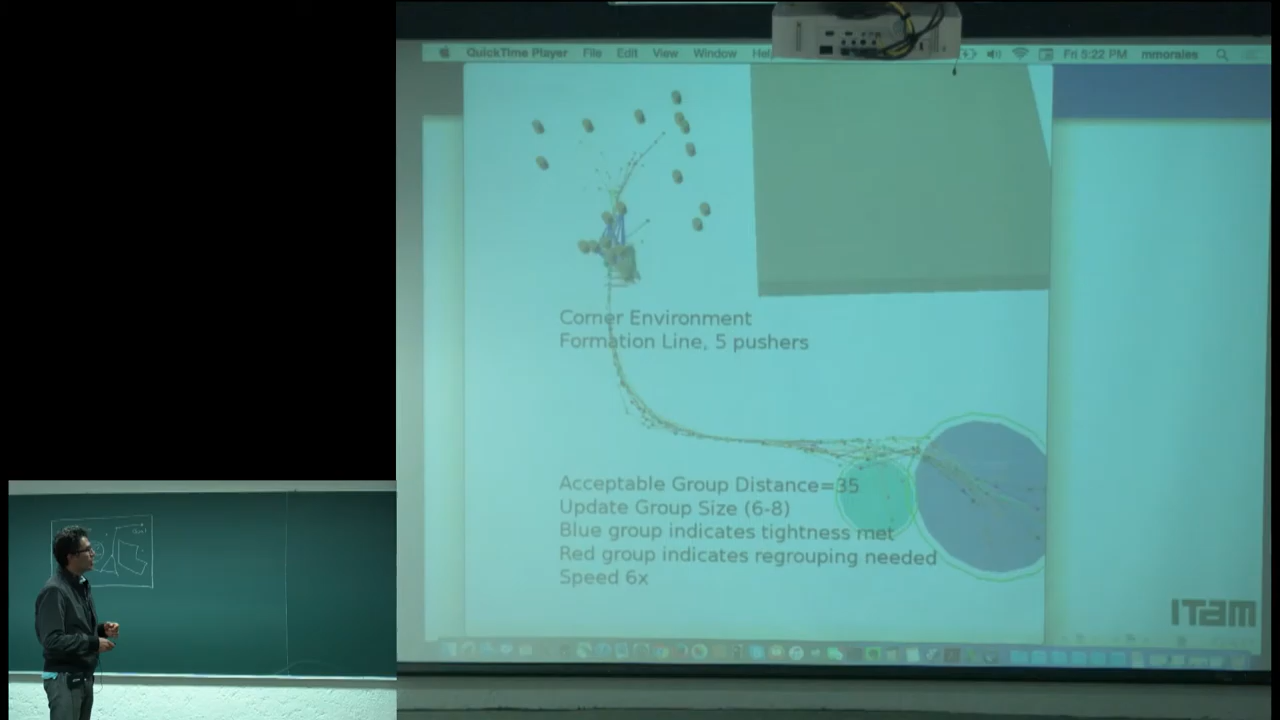 QuickTime Player File Edit View Window Hel Fri 5:22 PM mmorales
Corner Environment
Formation Line, 5 pushers
Acceptable Group Distance=35
Update Group Size (6-8)
Blue group indicates tightness met
Red group indicates regrouping needed
Speed 6x
ITam